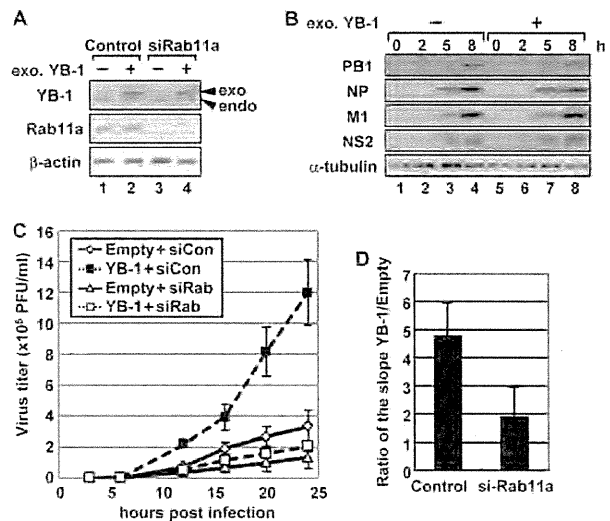 A
Control siRab11a
exo. YB-1 − + − +
YB-1
exo
endo
Rab11a
β-actin
1 2 3 4
B
exo. YB-1 − +
0 2 5 8 0 2 5 8 h
PB1
NP
M1
NS2
α-tubulin
1 2 3 4 5 6 7 8
C
Empty+siCon
YB-1+siCon
Empty+siRab
YB-1+siRab
Virus titer (x10⁵ PFU/ml)
16
14
12
10
8
6
4
2
0
0 5 10 15 20 25
hours post infection
D
Ratio of the slope YB-1/Empty
7
6
5
4
3
2
1
0
Control si-Rab11a